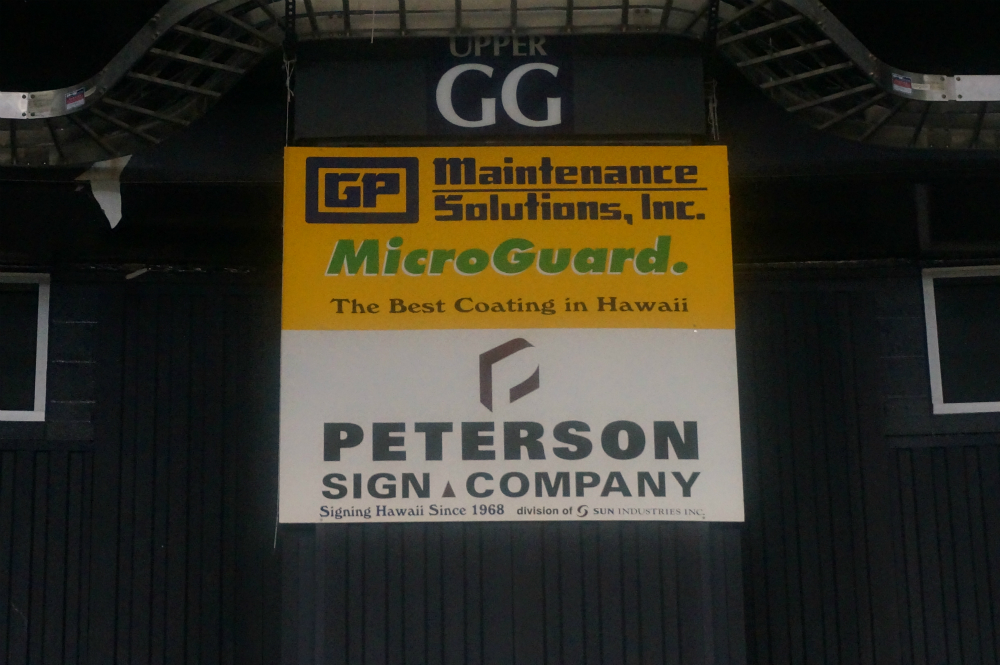 UPPER
GG
GP
Maintenance
Solutions, Inc.
MicroGuard.
The Best Coating in Hawaii
PETERSON
SIGN COMPANY
Signing Hawaii Since 1968 division of SUN INDUSTRIES INC.